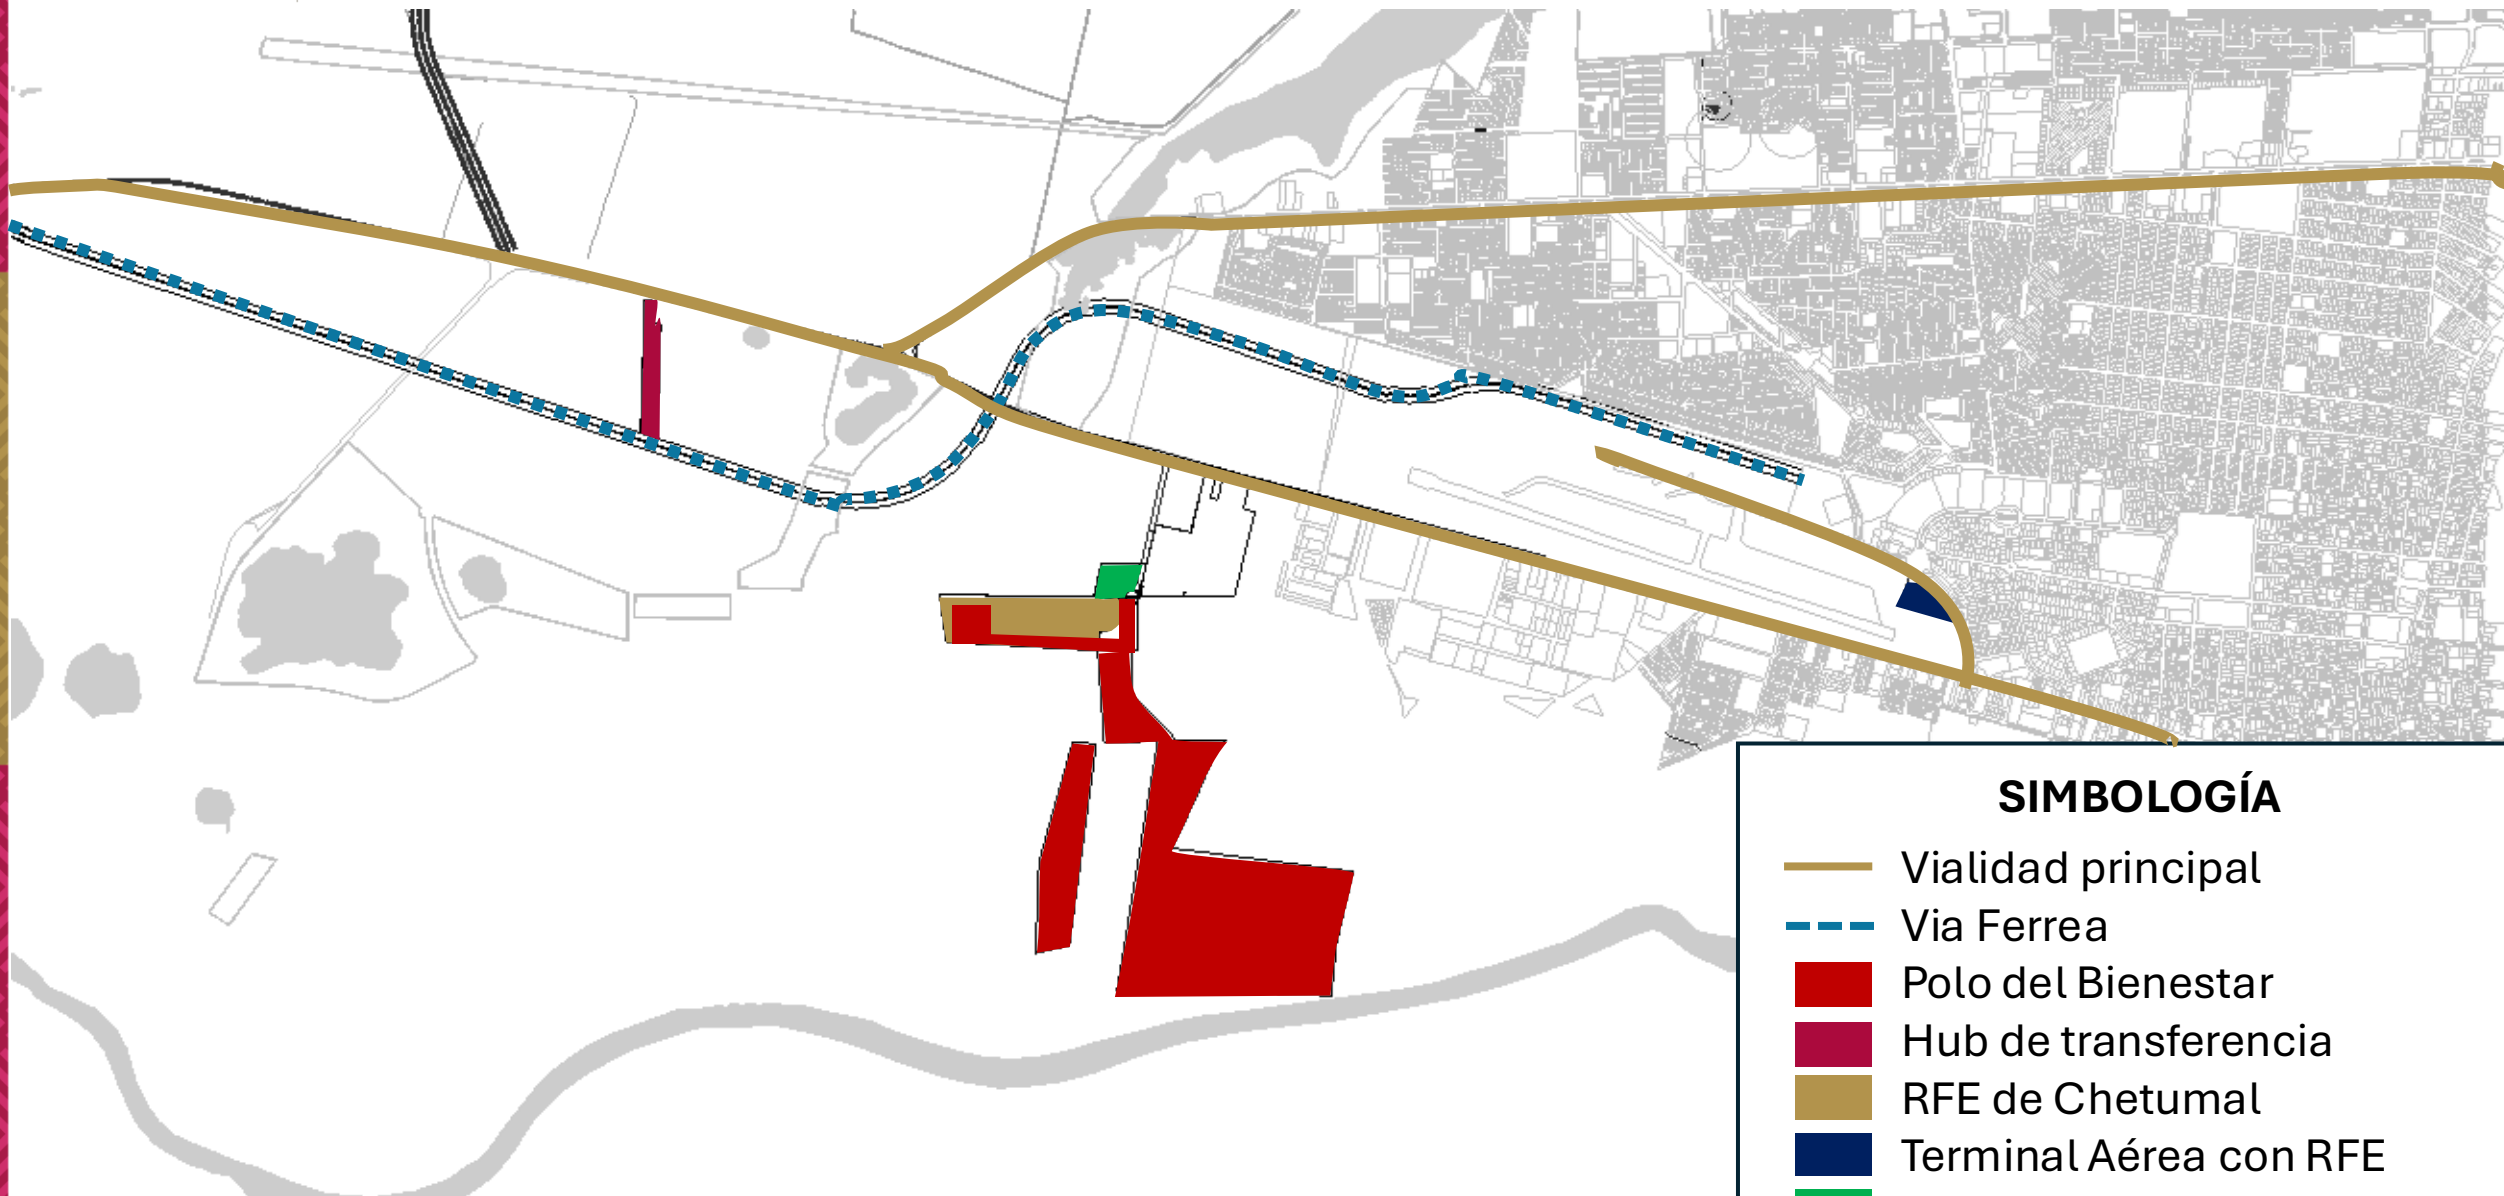 SIMBOLOGÍA
Vialidad principal
Via Ferrea
Polo del Bienestar
Hub de transferencia
RFE de Chetumal
Terminal Aérea con RFE